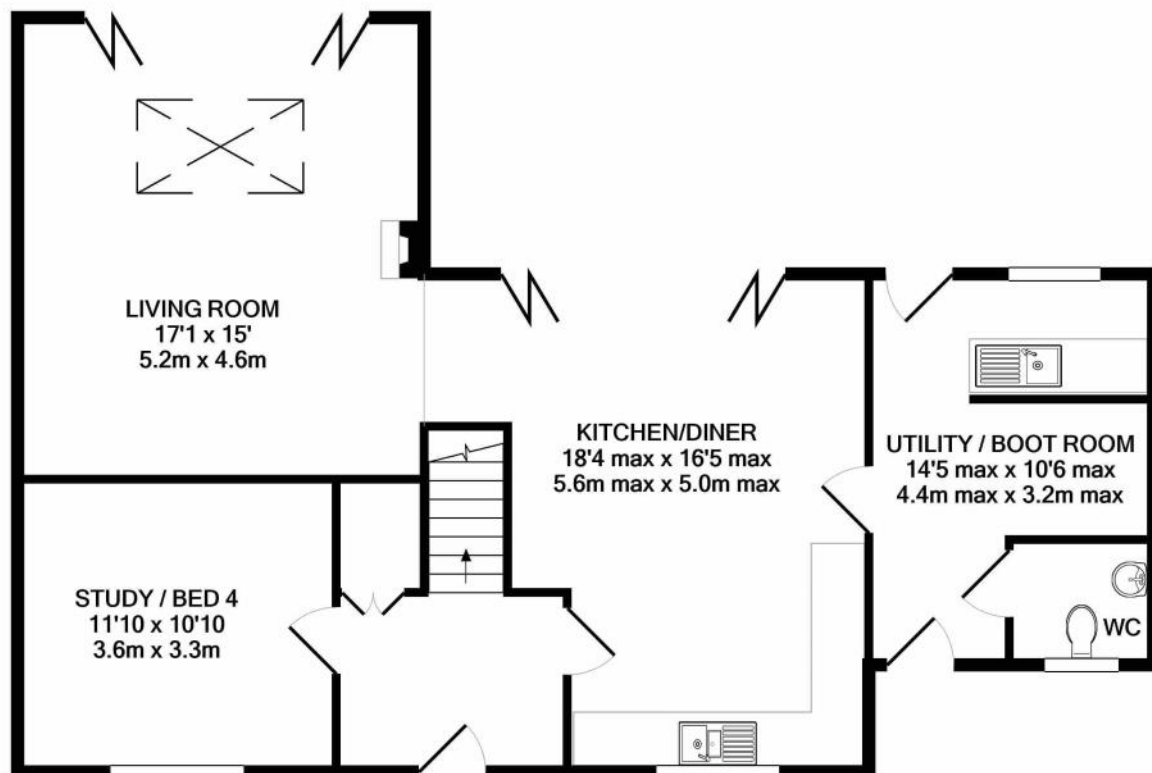 LIVING ROOM
17'1 x 15'
5.2m x 4.6m
KITCHEN/DINER
18'4 max x 16'5 max
5.6m max x 5.0m max
UTILITY / BOOT ROOM
14'5 max x 10'6 max
4.4m max x 3.2m max
STUDY / BED 4
11'10 x 10'10
3.6m x 3.3m
WC